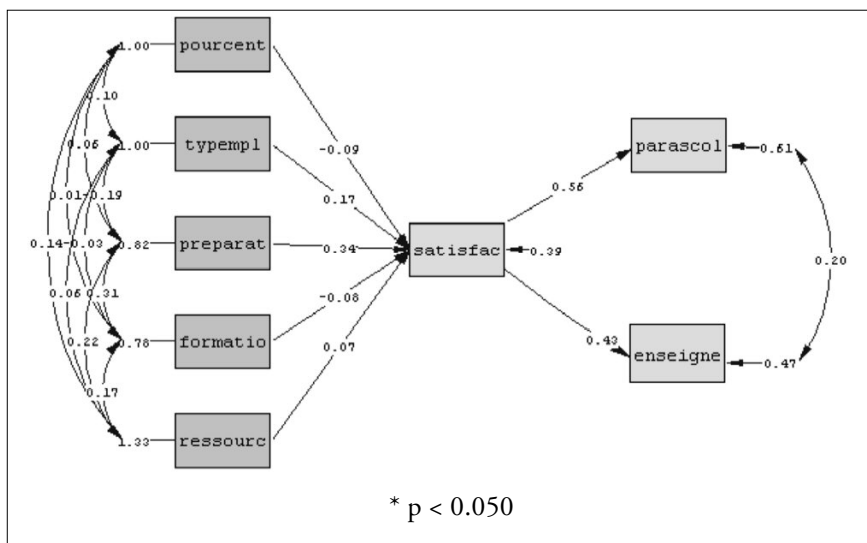 1.00 pourcent
0.10
1.00 typempl
-0.09
parascol 0.61
0.06
0.17
0.56
0.01 -0.19
0.14 -0.03 0.82 preparat 0.34 satisfac 0.39
0.20
0.06 0.31
-0.08
0.22 0.78 formatio
0.07
0.43 enseigne 0.47
0.17
1.33 ressourc
* p < 0.050